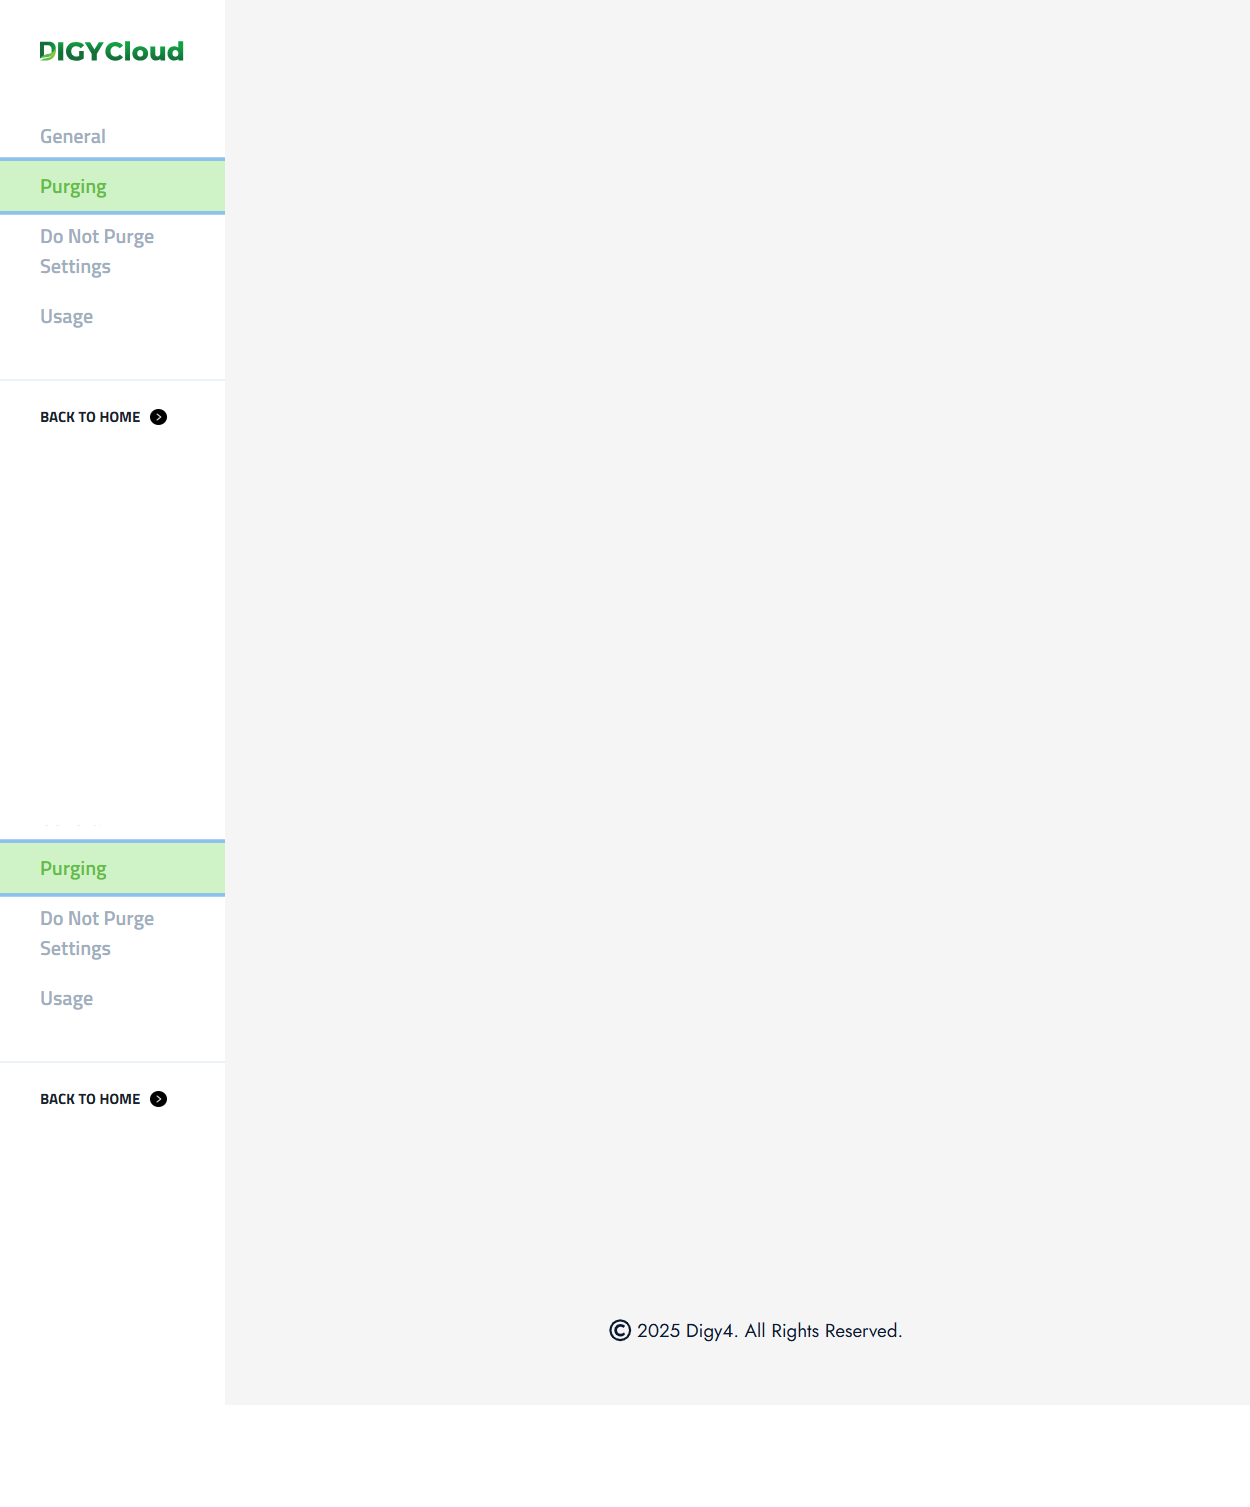 DIGYCloud
General
Purging
Do Not Purge
Settings
Usage
BACK TO HOME
Purging
Do Not Purge
Settings
Usage
BACK TO HOME
© 2025 Digy4. All Rights Reserved.